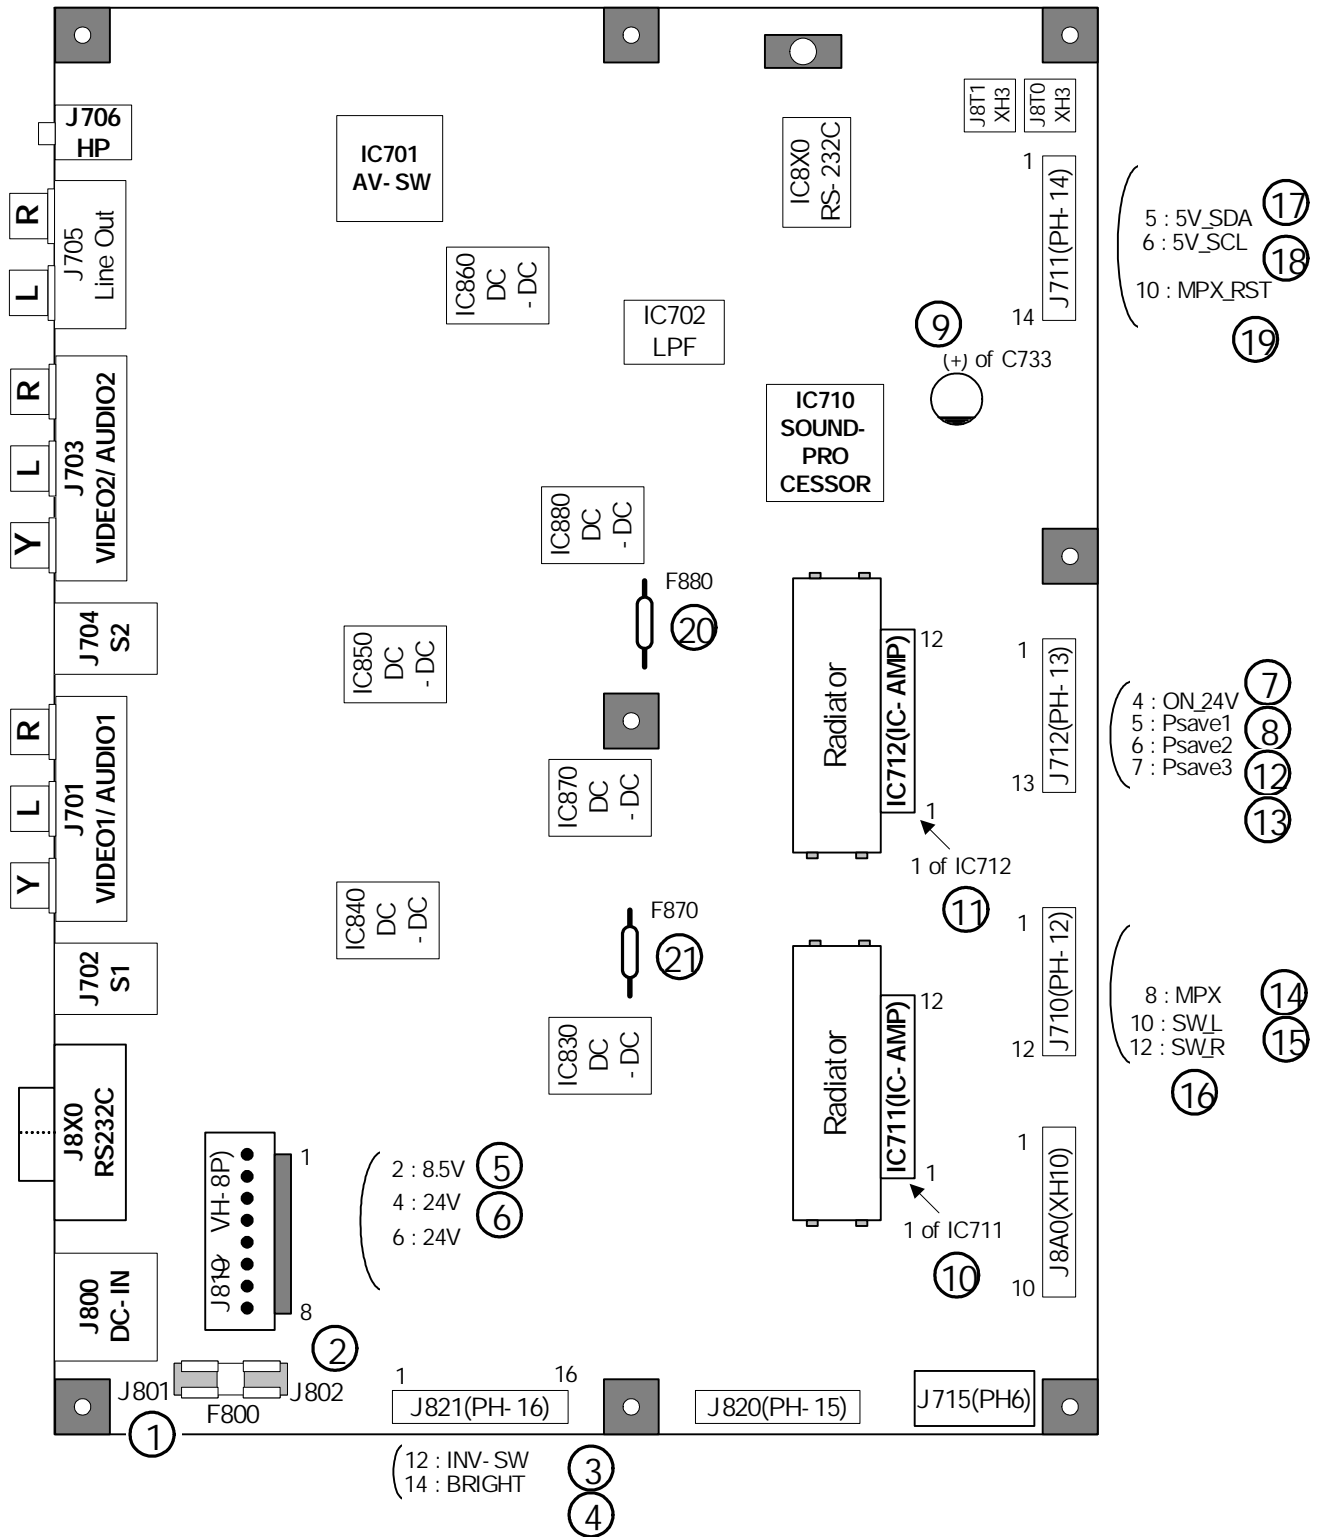 J706
HP
R
L
J705
Line Out
R
L
Y
J703
VIDEO2/AUDIO2
J704
S2
R
L
Y
J701
VIDEO1/AUDIO1
J702
S1
J8X0
RS232C
J800
DC-IN
J801
F800
J802
1
2
J810 VH-8P)
1
8
2 : 8.5V
4 : 24V
6 : 24V
5
6
IC701
AV-SW
IC860
DC
-DC
IC702
LPF
IC8X0
RS-232C
J8T1
XH3
J8T0
XH3
1
J711(PH-14)
14
5 : 5V_SDA
6 : 5V_SCL
10 : MPX_RST
17
18
19
9
(+) of C733
IC710
SOUND-
PRO
CESSOR
IC880
DC
-DC
F880
20
IC850
DC
-DC
IC870
DC
-DC
IC840
DC
-DC
F870
21
IC830
DC
-DC
Radiator
IC712(IC-AMP)
12
1
1 of IC712
11
1
J712(PH-13)
13
4 : ON_24V
5 : Psave1
6 : Psave2
7 : Psave3
7
8
12
13
Radiator
IC711(IC-AMP)
12
1
1 of IC711
10
1
J710(PH-12)
12
8 : MPX
10 : SW_L
12 : SW_R
14
15
16
1
J8A0(XH10)
10
1
16
J821(PH-16)
12 : INV-SW
14 : BRIGHT
3
4
J820(PH-15)
J715(PH6)